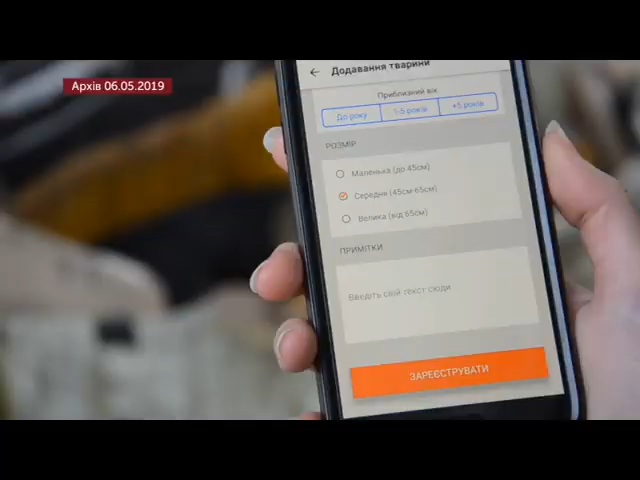 Архів 06.05.2019
Додавання тварини
Приблизний вік
До року
1-5 років
+5 років
РОЗМІР
Маленька (до 45см)
Середня (45см-65см)
Велика (від 65см)
ПРИМІТКИ
Введіть свій текст сюди
ЗАРЕЄСТРУВАТИ